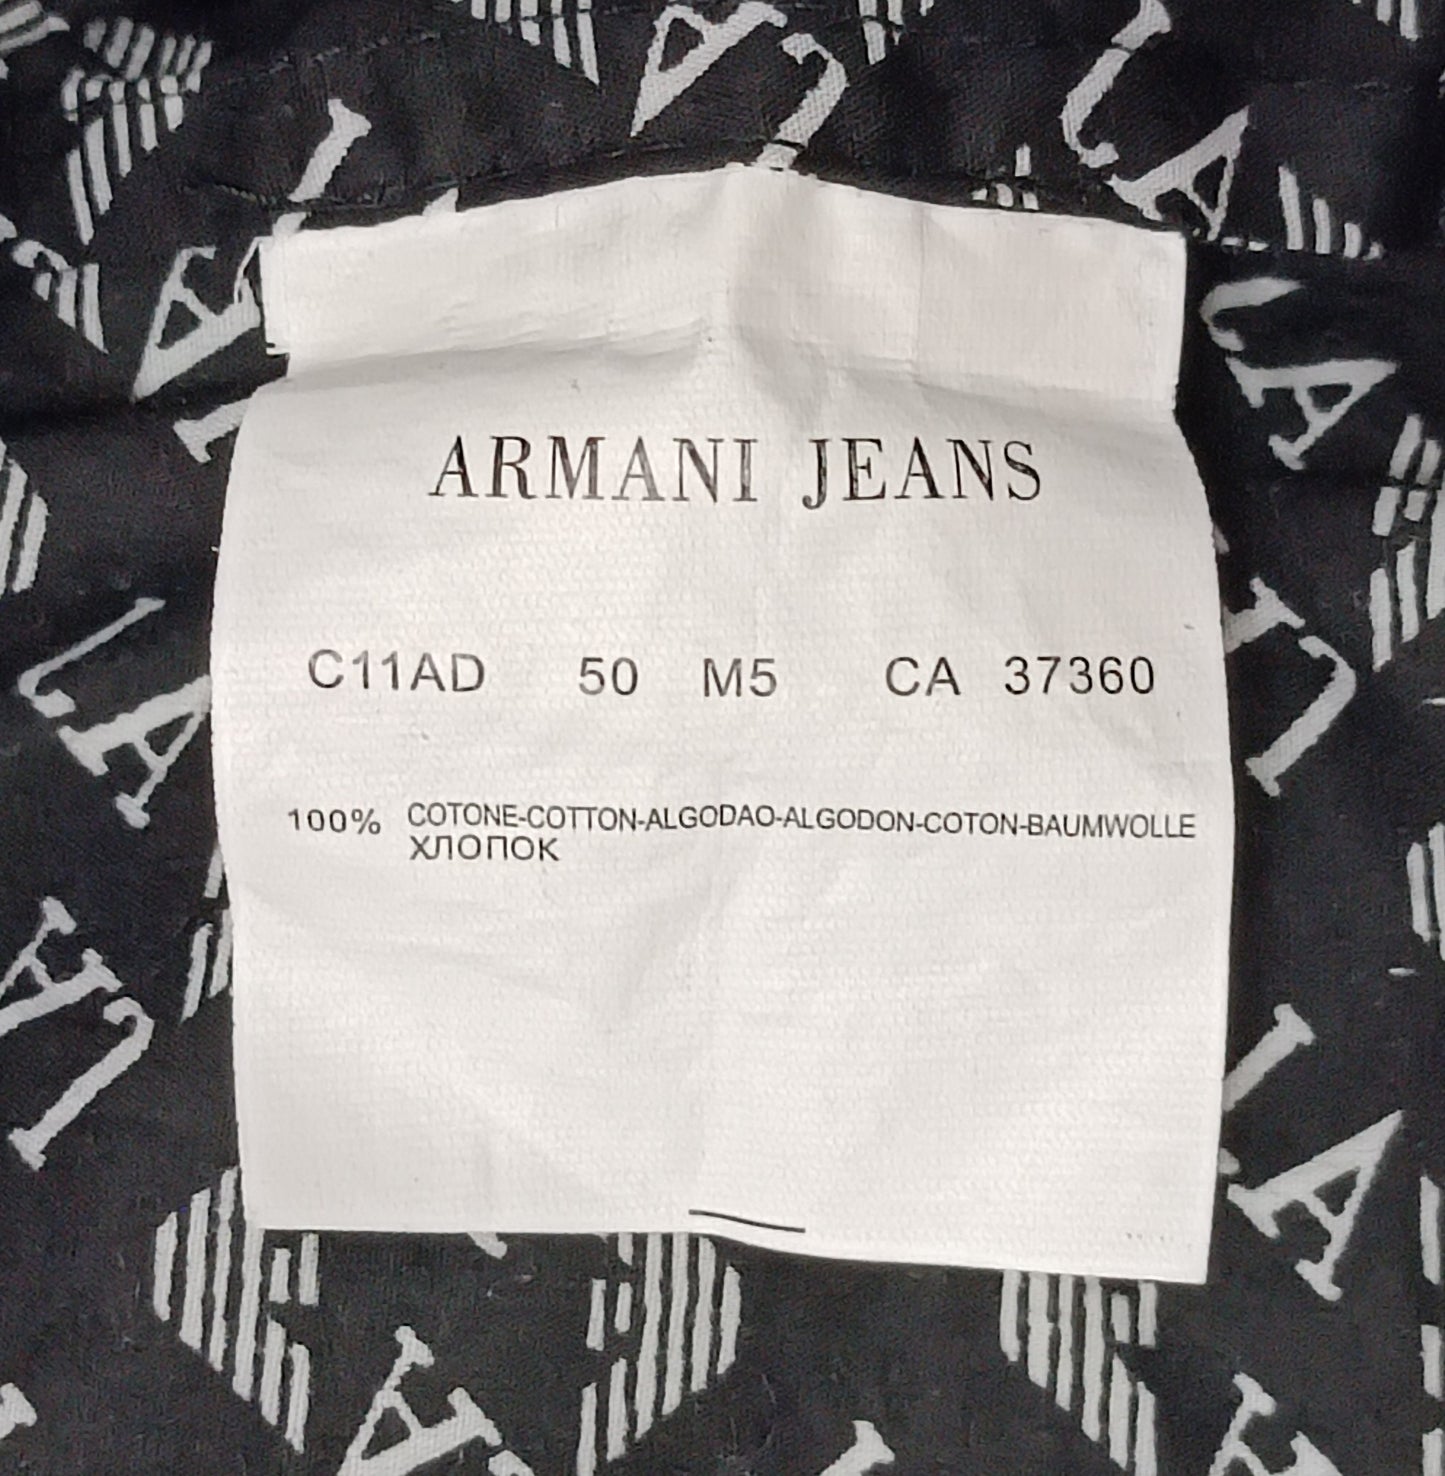 ARMANI JEANS
C11AD 50 M5 CA 37360
100% COTONE-COTTON-ALGODAO-ALGODON-COTON-BAUMWOLLE
ХЛОПОК